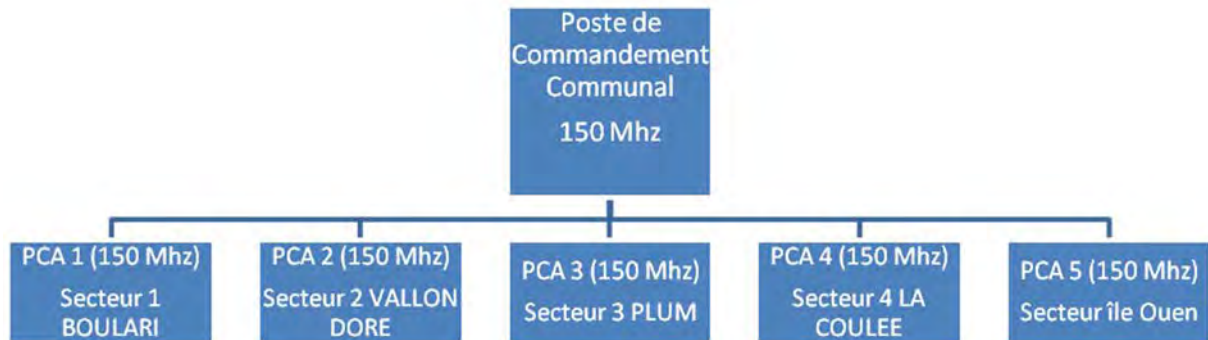 Poste de
Commandement
Communal
150 Mhz
PCA 1 (150 Mhz)
Secteur 1
BOULARI
PCA 2 (150 Mhz)
Secteur 2 VALLON
DORE
PCA 3 (150 Mhz)
Secteur 3 PLUM
PCA 4 (150 Mhz)
Secteur 4 LA
COULEE
PCA 5 (150 Mhz)
Secteur île Ouen